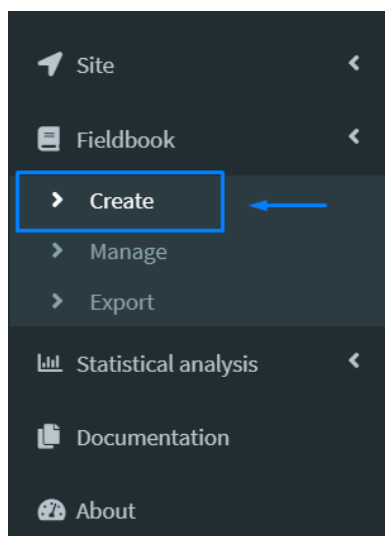 Site
Fieldbook
Create
Manage
Export
Statistical analysis
Documentation
About